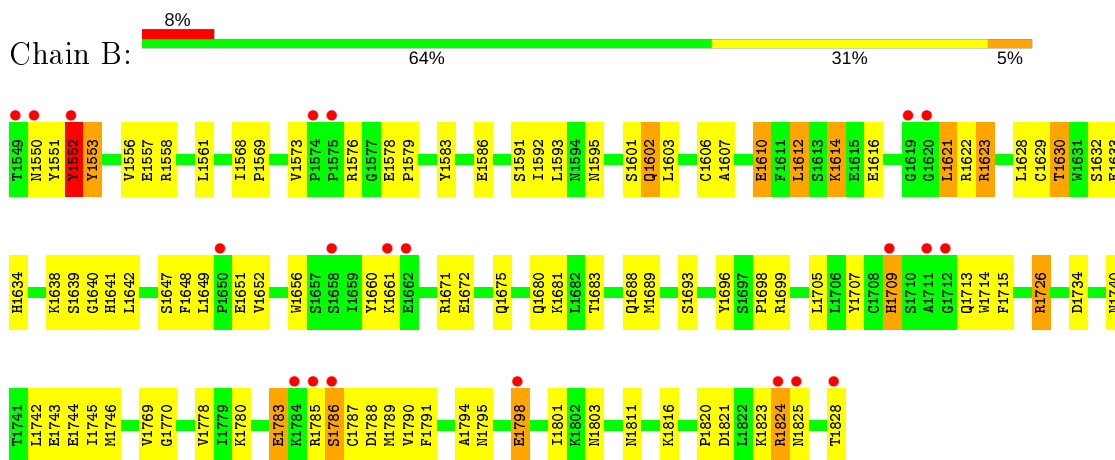 8%
Chain B:
64% 31% 5%
T1549 N1550 Y1551 Y1552 Y1553 V1556 E1557 R1558 L1561 I1568 P1569 V1573 P1574 P1575 R1576 G1577 E1578 P1579 Y1583 E1586 S1591 I1592 L1593 N1594 N1595 S1601 Q1602 L1603 C1606 A1607 E1610 F1611 L1612 S1613 K1614 E1615 E1616 G1619 G1620 L1621 R1622 R1623 L1628 C1629 T1630 W1631 S1632
H1634 K1638 S1639 G1640 H1641 L1642 S1647 F1648 L1649 P1650 E1651 V1652 W1656 S1657 S1658 I1659 Y1660 K1661 E1662 R1671 E1672 Q1675 Q1680 K1681 L1682 T1683 Q1688 M1689 S1693 Y1696 S1697 P1698 R1699 L1705 L1706 Y1707 C1708 H1709 S1710 A1711 G1712 Q1713 W1714 F1715 R1726 D1734 N1740
T1741 L1742 E1743 E1744 I1745 M1746 V1769 G1770 V1778 I1779 K1780 E1783 K1784 R1785 S1786 C1787 D1788 M1789 V1790 F1791 A1794 N1795 E1798 I1801 K1802 N1803 N1811 K1816 P1820 D1821 L1822 K1823 R1824 N1825 T1828